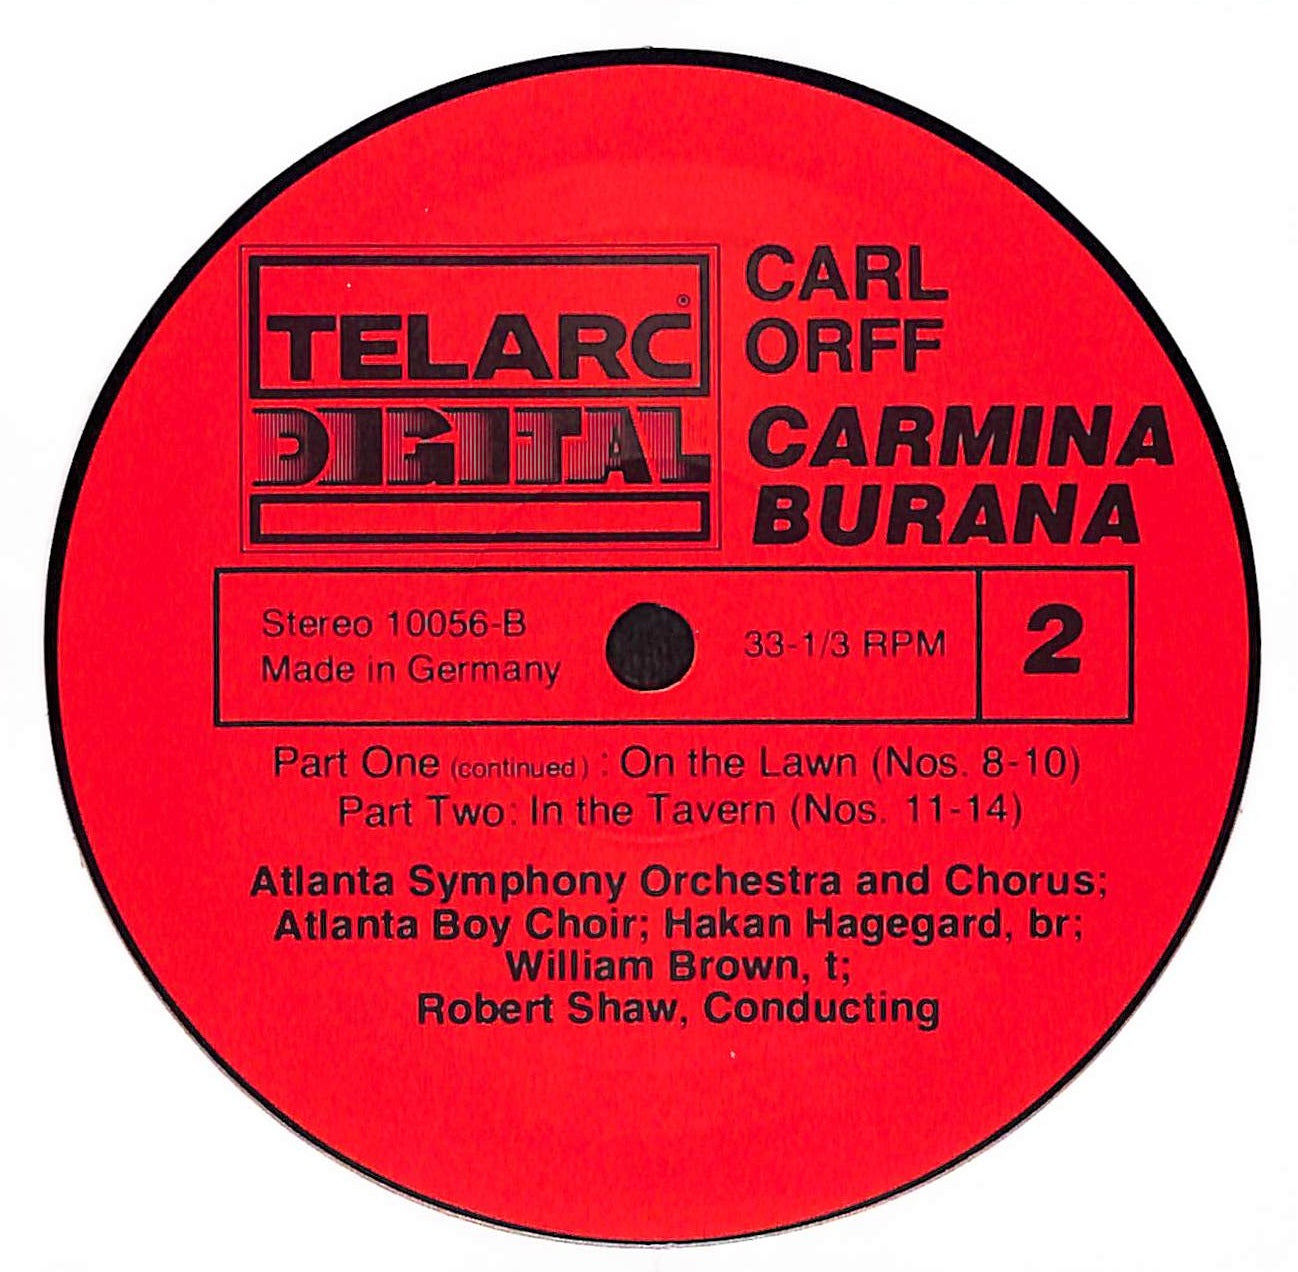 TELARC®
DIGITAL
CARL
ORFF
CARMINA
BURANA
Stereo 10056-B
Made in Germany
33-1/3 RPM
2
Part One (continued) : On the Lawn (Nos. 8-10)
Part Two: In the Tavern (Nos. 11-14)
Atlanta Symphony Orchestra and Chorus;
Atlanta Boy Choir; Hakan Hagegard, br;
William Brown, t;
Robert Shaw, Conducting